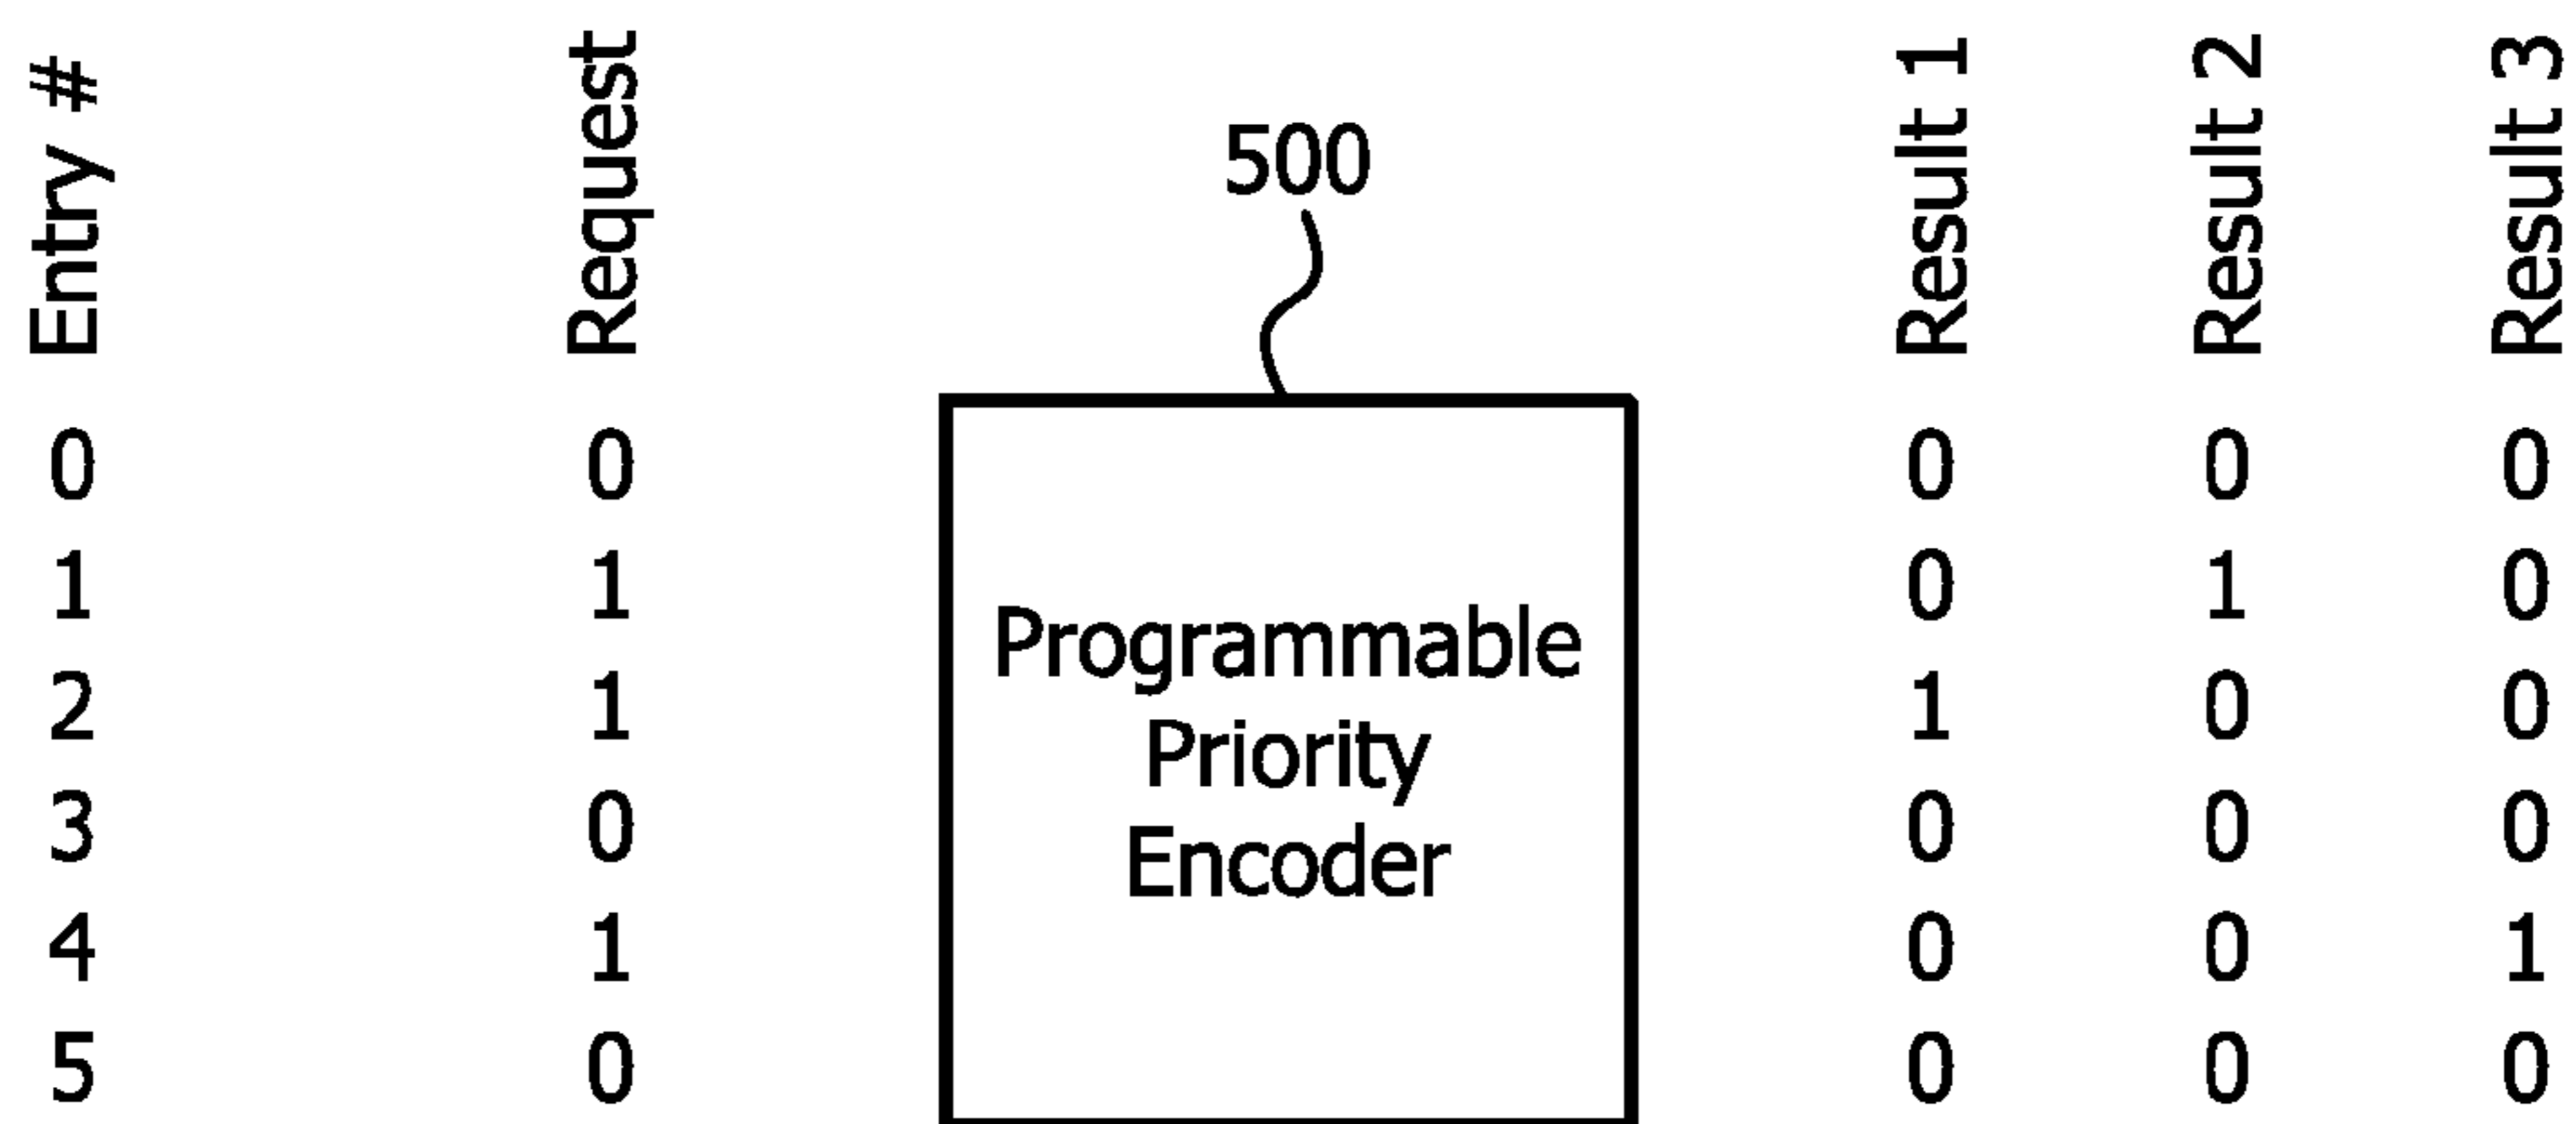 Entry # Request 500 Result 1 Result 2 Result 3
0 0 0 0 0
1 1 0 1 0
2 1 Programmable 1 0 0
3 0 Priority 0 0 0
4 1 Encoder 0 0 1
5 0 0 0 0